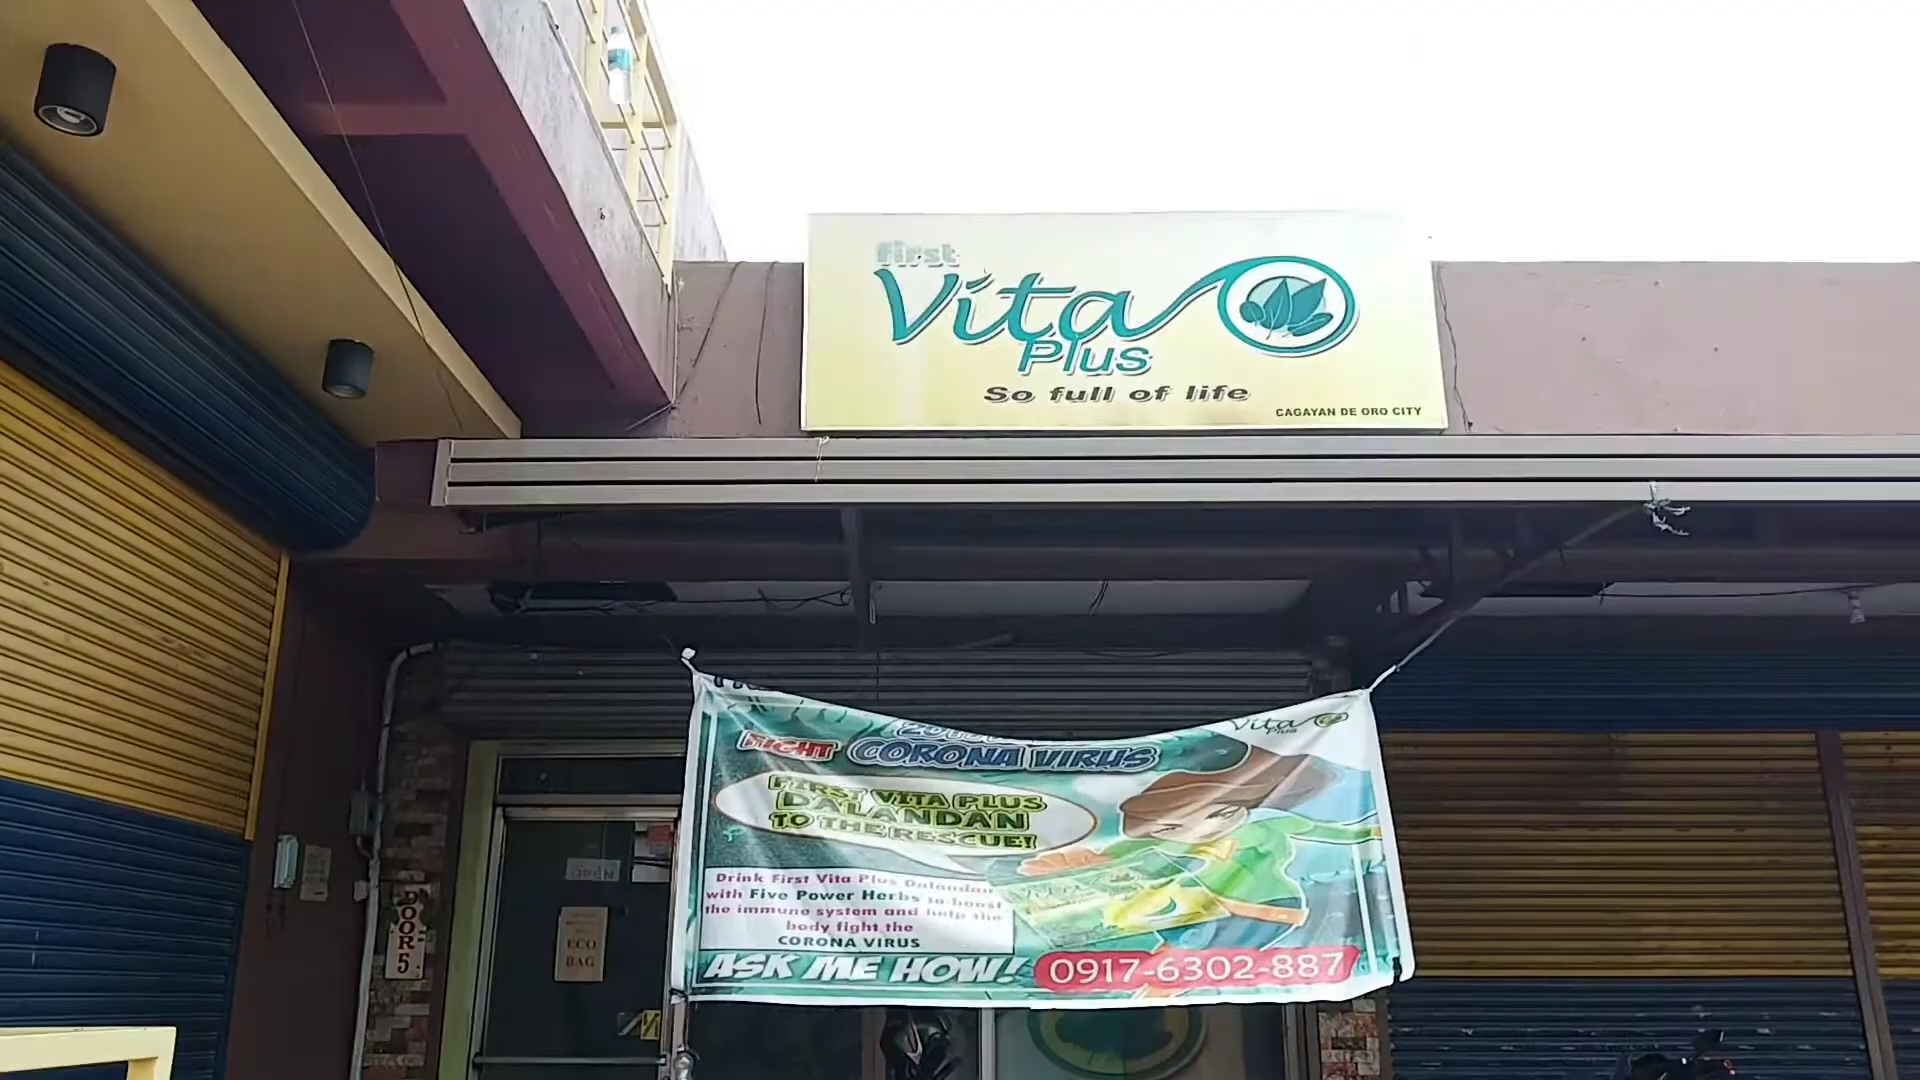 First
Vita
Plus
So full of life
CAGAYAN DE ORO CITY
Vita
Plus
FIGHT CORONA VIRUS
FIRST VITA PLUS
DALANDAN
TO THE RESCUE!
Drink First Vita Plus Dalandan
with Five Power Herbs to boost
the immune system and help the
body fight the
CORONA VIRUS
ASK ME HOW! 0917-6302-887
OPEN
ECO
BAG
DOOR
5